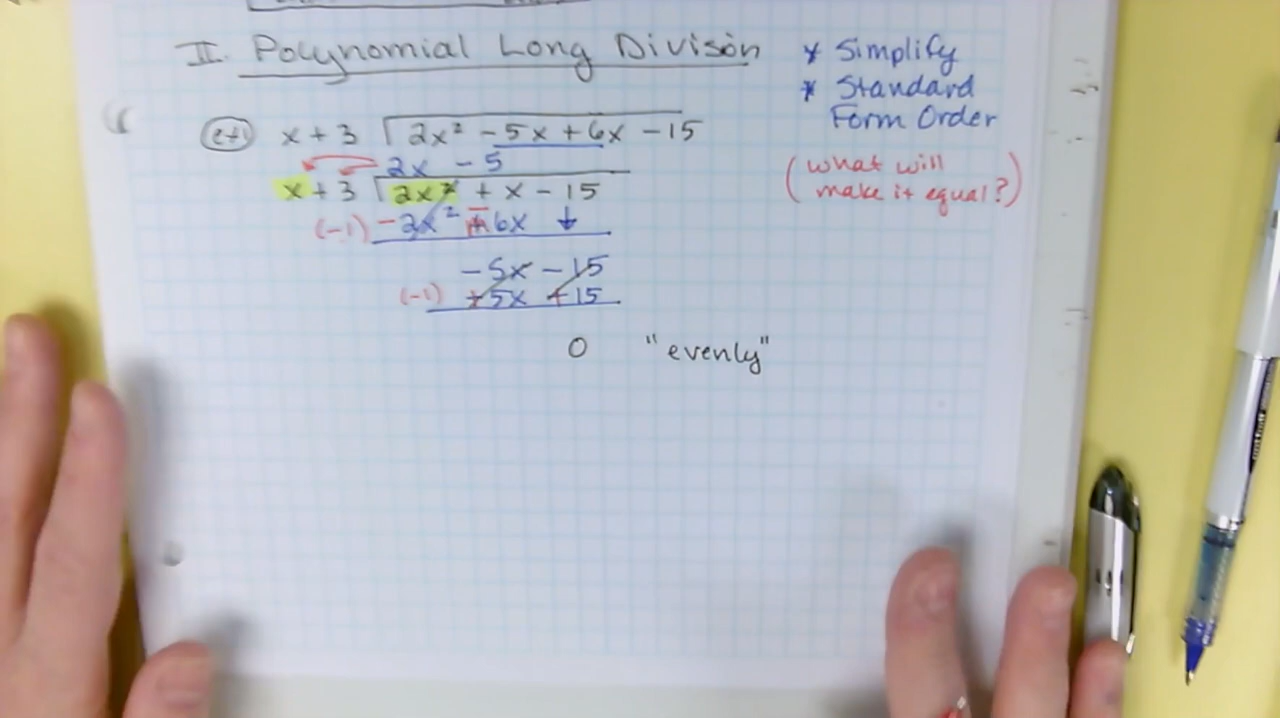 II. Polynomial Long Divison
* Simplify
* Standard
Form Order
(what will
make it equal?)
ex1 x + 3 2x² - 5x + 6x - 15
2x - 5
x + 3 2x² + x - 15
(-1) - 2x² + 6x ↓
- 5x - 15
(-1) + 5x + 15
0 "evenly"